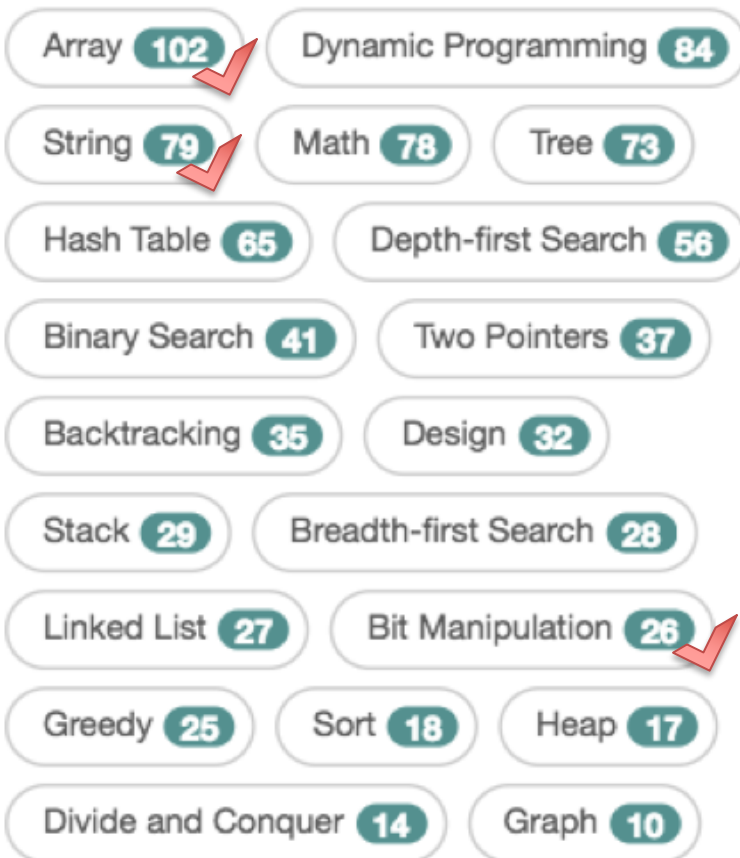 Array 102 Dynamic Programming 84
String 79 Math 78 Tree 73
Hash Table 65 Depth-first Search 56
Binary Search 41 Two Pointers 37
Backtracking 35 Design 32
Stack 29 Breadth-first Search 28
Linked List 27 Bit Manipulation 26
Greedy 25 Sort 18 Heap 17
Divide and Conquer 14 Graph 10